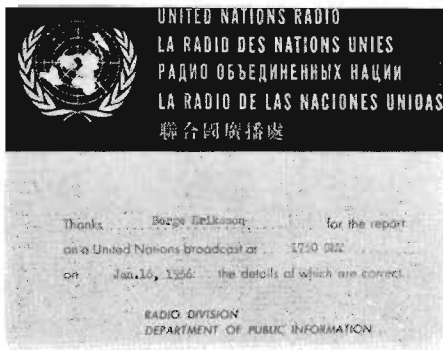 UNITED NATIONS RADIO
LA RADIO DES NATIONS UNIES
РАДИО ОБЪЕДИНЕННЫХ НАЦИИ
LA RADIO DE LAS NACIONES UNIDAS
聯合國廣播處
Thanks Borge Erikson for the report
on a United Nations broadcast at 1750 GMT
on Jan.16, 1956 the details of which are correct.
RADIO DIVISION
DEPARTMENT OF PUBLIC INFORMATION